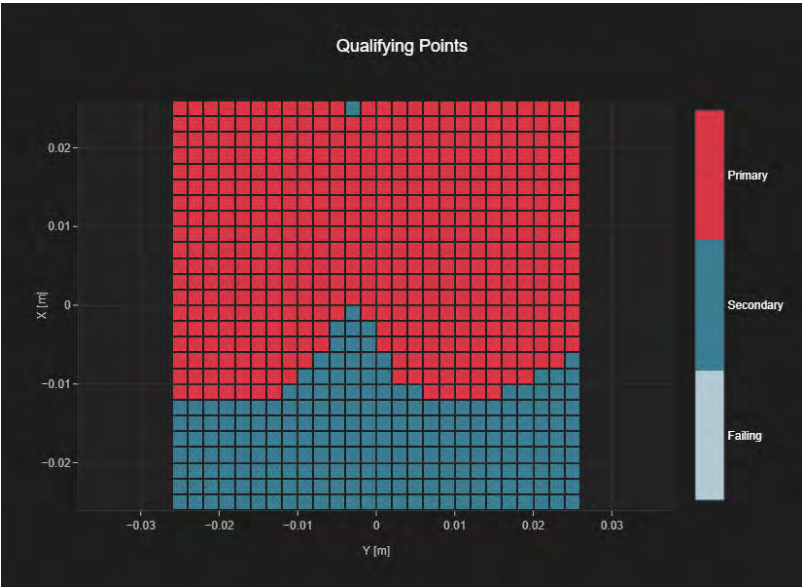 Qualifying Points
0.02
0.01
0
−0.01
−0.02
X [m]
−0.03
−0.02
−0.01
0
0.01
0.02
0.03
Y [m]
Primary
Secondary
Failing